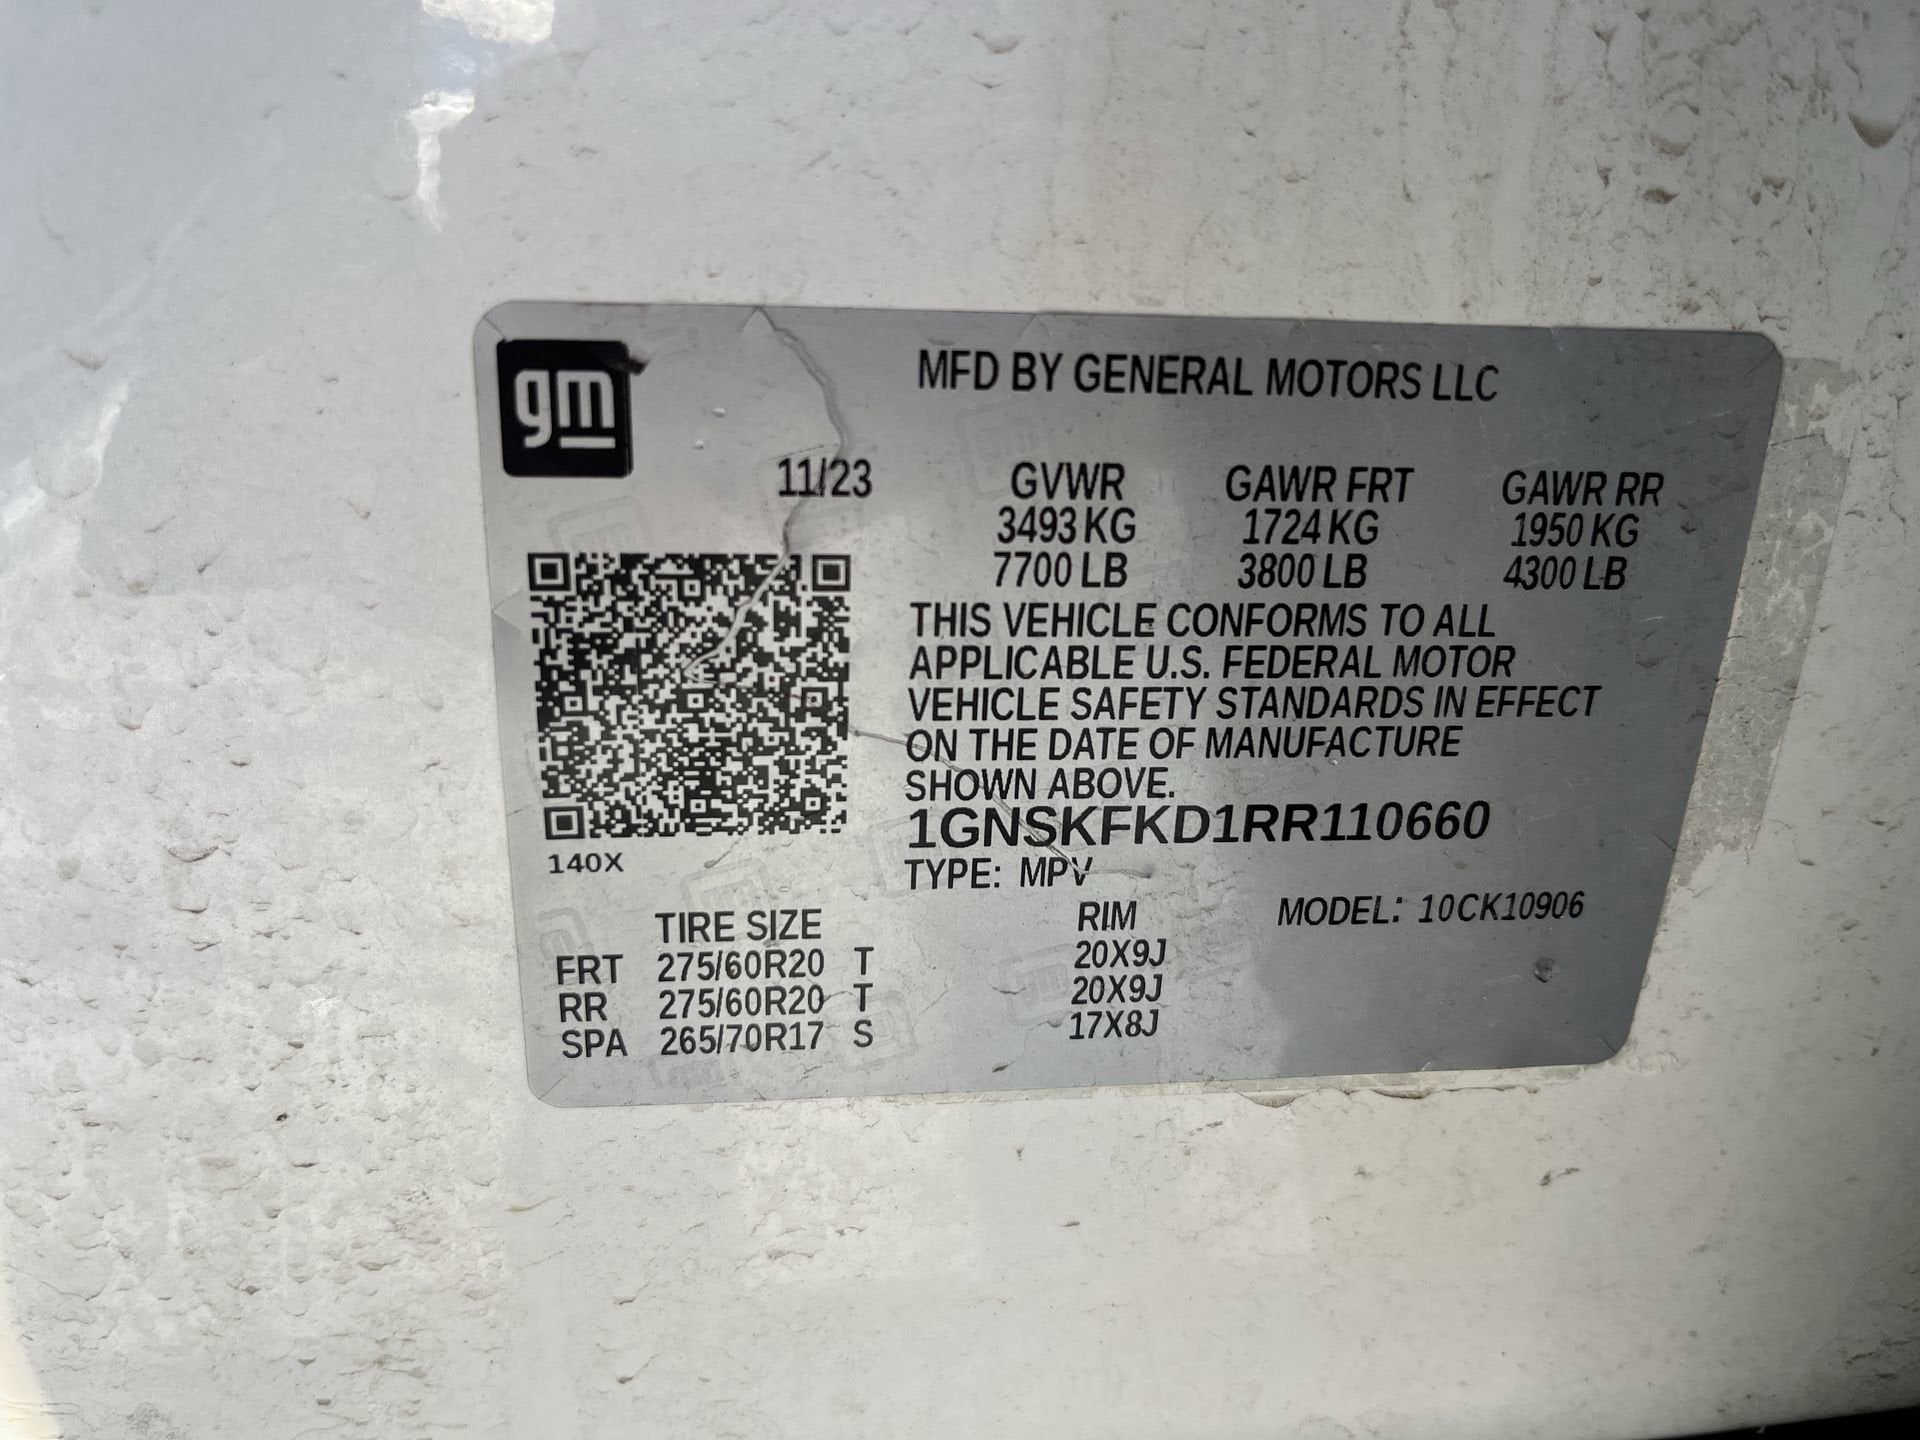 gm
MFD BY GENERAL MOTORS LLC
11/23
GVWR GAWR FRT GAWR RR
3493 KG 1724 KG 1950 KG
7700 LB 3800 LB 4300 LB
THIS VEHICLE CONFORMS TO ALL
APPLICABLE U.S. FEDERAL MOTOR
VEHICLE SAFETY STANDARDS IN EFFECT
ON THE DATE OF MANUFACTURE
SHOWN ABOVE.
1GNSKFKD1RR110660
140X
TYPE: MPV
TIRE SIZE RIM MODEL: 10CK10906
FRT 275/60R20 T 20X9J
RR 275/60R20 T 20X9J
SPA 265/70R17 S 17X8J